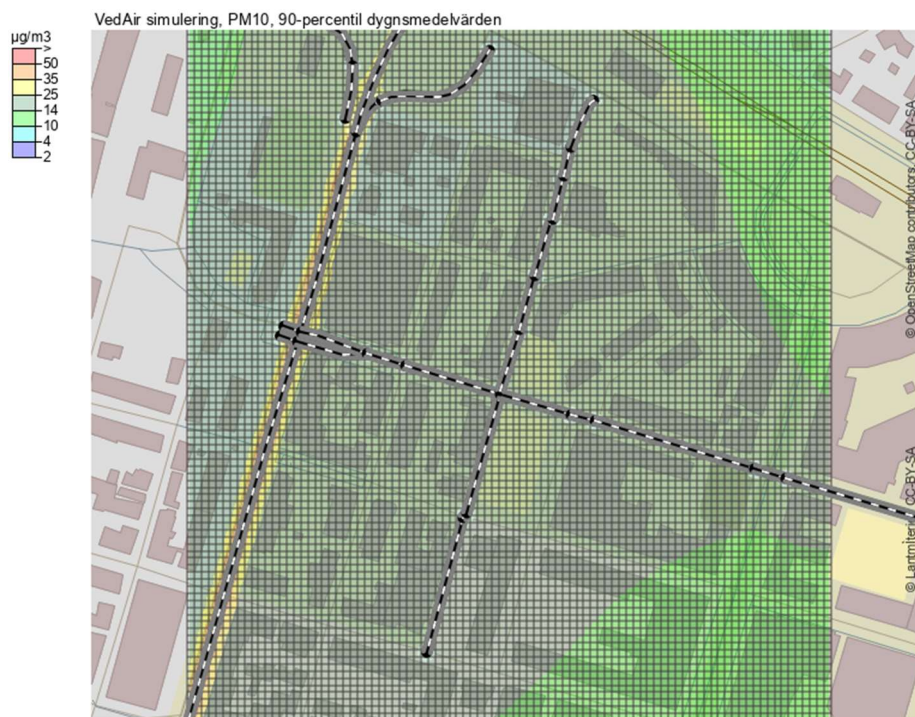 VedAir simulering, PM10, 90-percentil dygnsmedelvärden
µg/m3
>
50
35
25
14
10
4
2
© OpenStreetMap contributors, CC-BY-SA
© Lantmäteriet, CC-BY-SA